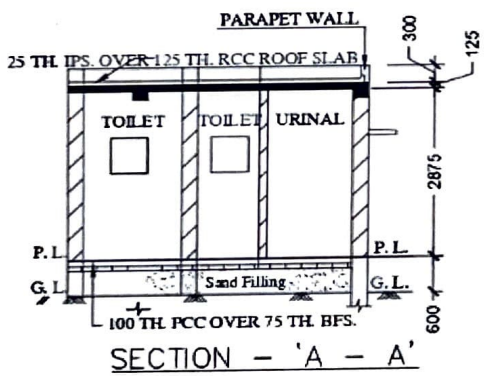 PARAPET WALL
25 TH. IPS. OVER 125 TH. RCC ROOF SLAB
300
125
TOILET TOILET URINAL
2875
P. L. P. L.
G. L. Sand Filling G. L.
600
100 TH. PCC OVER 75 TH. BFS.
SECTION - 'A - A'